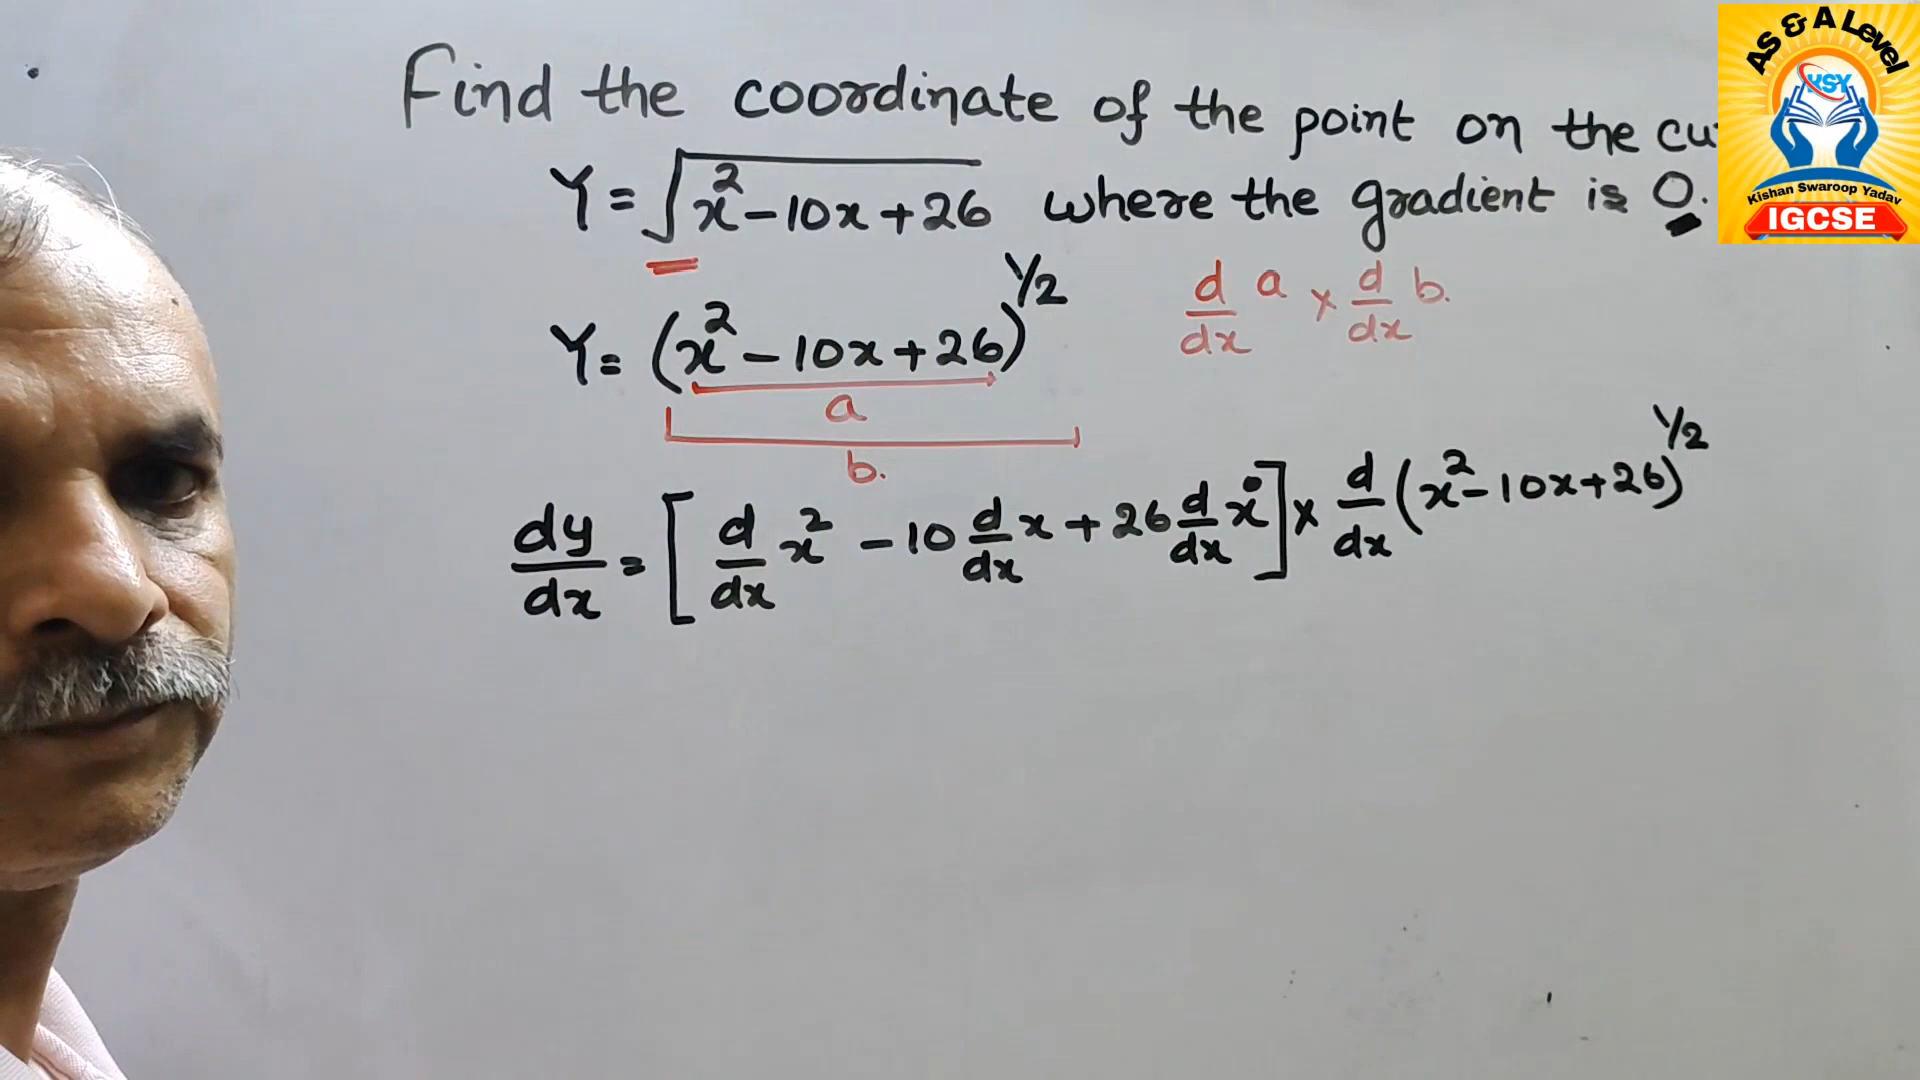 Find the coordinate of the point on the
Y = √(x² - 10x + 26) where the gradient is 0.
Y = (x² - 10x + 26)^1/2
d/dx a × d/dx b.
a
b.
dy/dx = [d/dx x² - 10 d/dx x + 26 d/dx x⁰] × d/dx (x² - 10x + 26)^1/2
AS & A Level
KSY
Kishan Swaroop Yadav
IGCSE